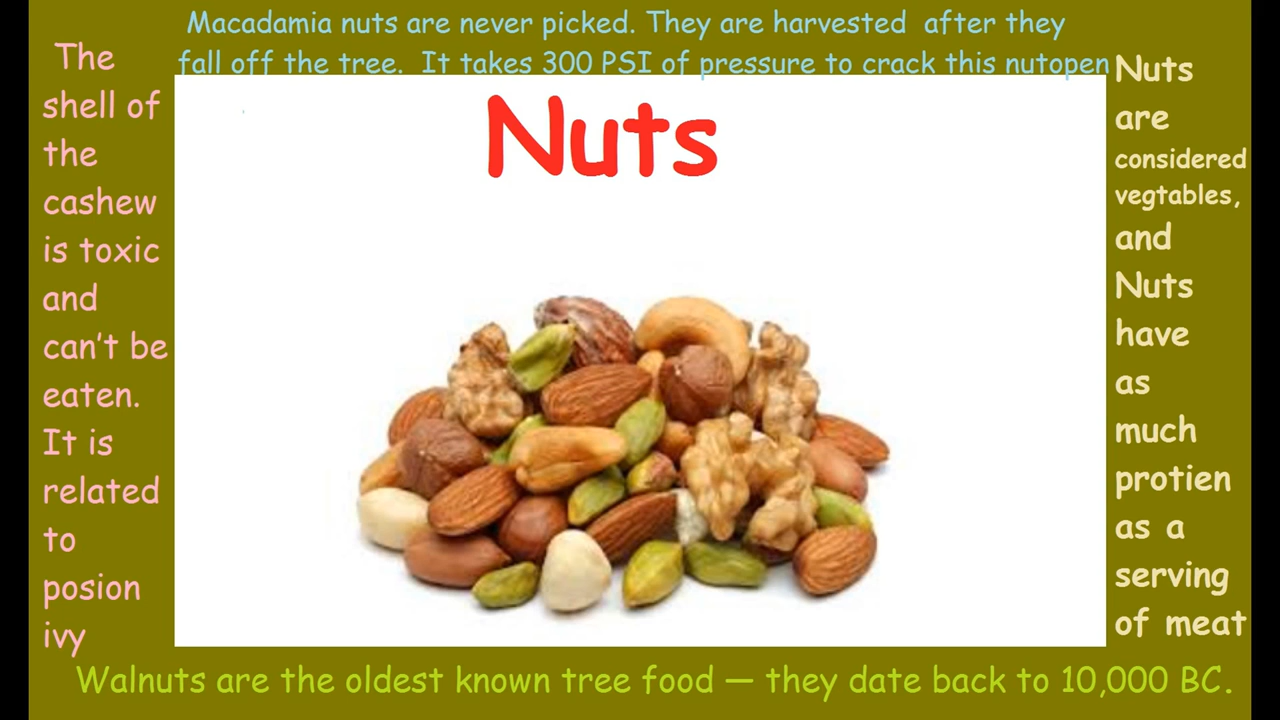 Macadamia nuts are never picked. They are harvested after they
fall off the tree. It takes 300 PSI of pressure to crack this nutopen
The
shell of
the
cashew
is toxic
and
can't be
eaten.
It is
related
to
posion
ivy
Nuts
Nuts
are
considered
vegtables,
and
Nuts
have
as
much
protien
as a
serving
of meat
Walnuts are the oldest known tree food — they date back to 10,000 BC.